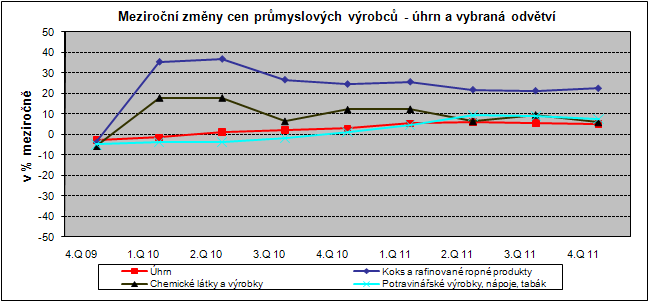 Meziroční změny cen průmyslových výrobců - úhrn a vybraná odvětví
v % meziročně
50
40
30
20
10
0
-10
-20
-30
-40
-50
4.Q 09
1.Q 10
2.Q 10
3.Q 10
4.Q 10
1.Q 11
2.Q 11
3.Q 11
4.Q 11
Úhrn
Koks a rafinované ropné produkty
Chemické látky a výrobky
Potravinářské výrobky, nápoje, tabák